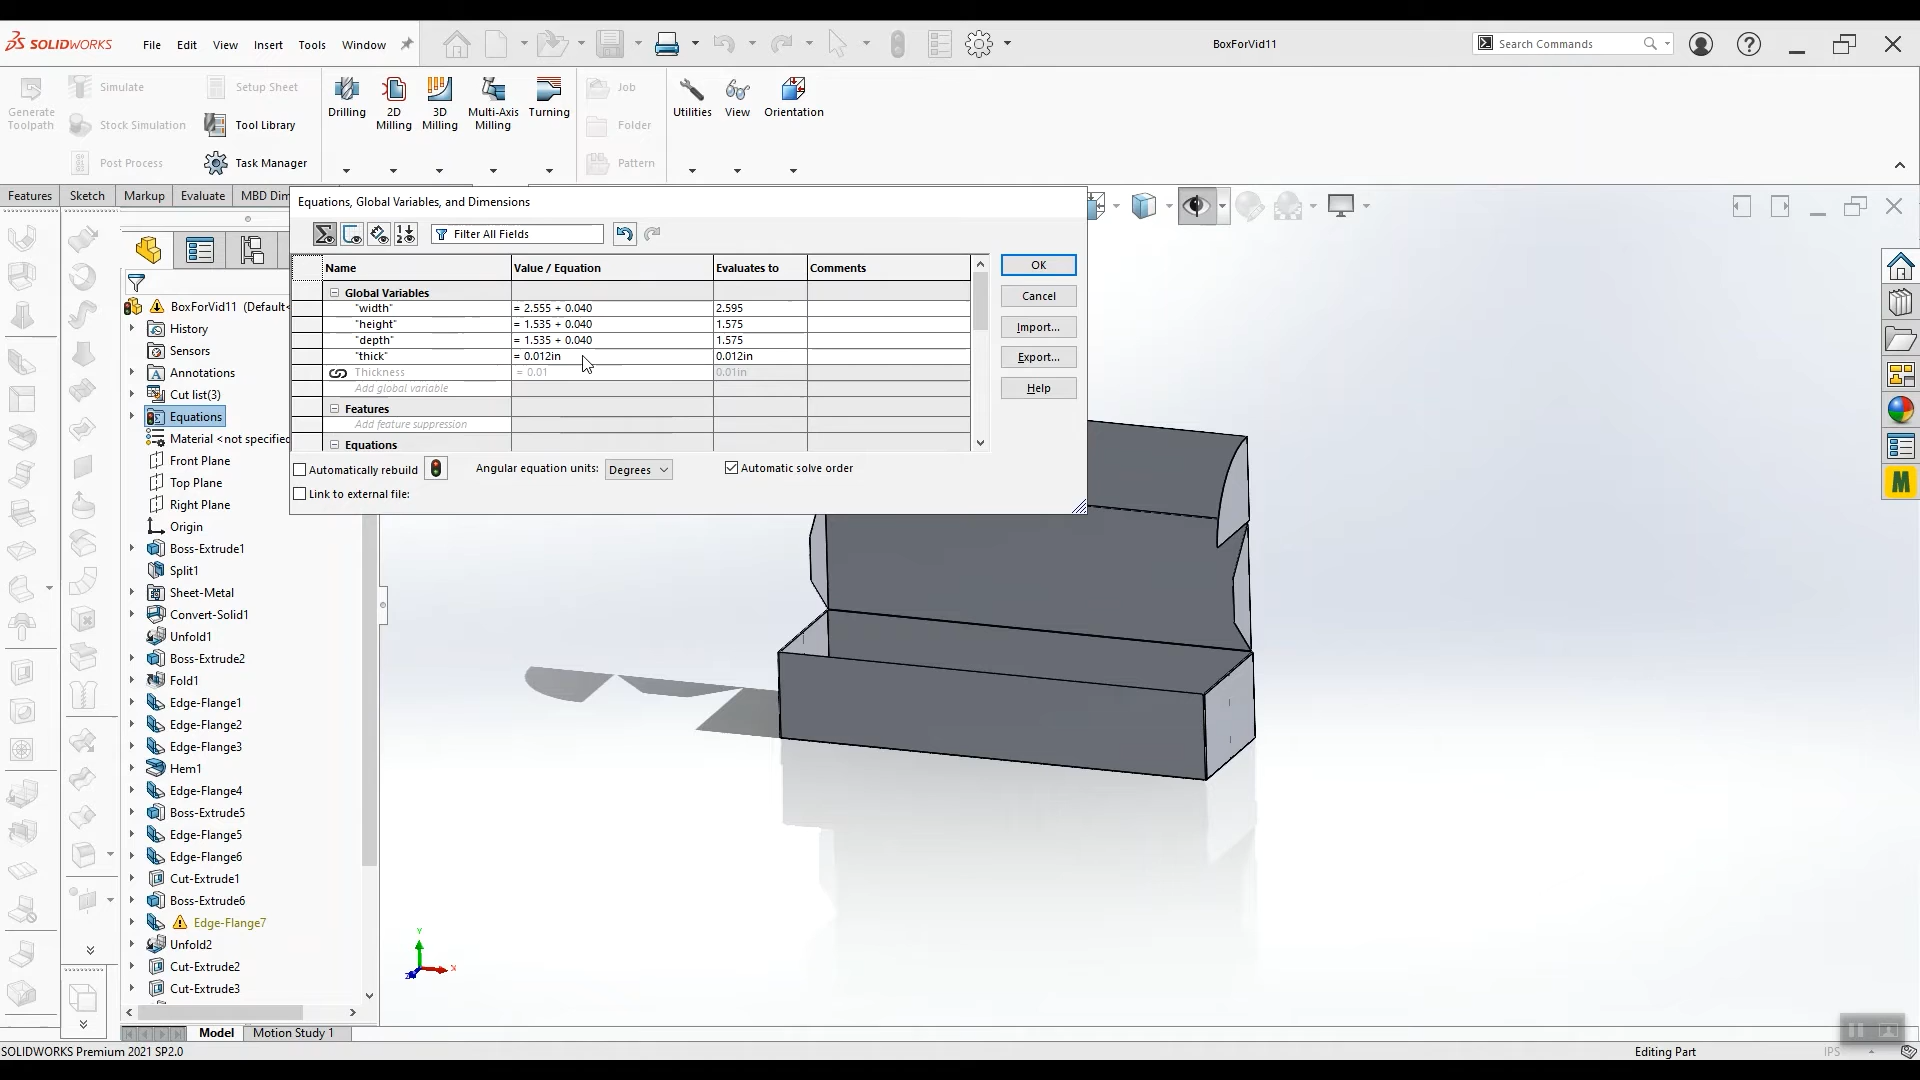 SOLIDWORKS
File Edit View Insert Tools Window
BoxForVid11
Search Commands
Generate Toolpath
Simulate
Stock Simulation
Post Process
Setup Sheet
Tool Library
Task Manager
Drilling
2D Milling
3D Milling
Multi-Axis Milling
Turning
Job
Folder
Pattern
Utilities
View
Orientation
Features Sketch Markup Evaluate MBD Dim
Equations, Global Variables, and Dimensions
Filter All Fields
Name Value / Equation Evaluates to Comments
Global Variables
"width" = 2.555 + 0.040 2.595
"height" = 1.535 + 0.040 1.575
"depth" = 1.535 + 0.040 1.575
"thick" = 0.012in 0.012in
Thickness = 0.01 0.01in
Add global variable
Features
Add feature suppression
Equations
OK
Cancel
Import...
Export...
Help
Automatically rebuild
Angular equation units: Degrees
Automatic solve order
Link to external file:
BoxForVid11 (Default<
History
Sensors
Annotations
Cut list(3)
Equations
Material <not specified
Front Plane
Top Plane
Right Plane
Origin
Boss-Extrude1
Split1
Sheet-Metal
Convert-Solid1
Unfold1
Boss-Extrude2
Fold1
Edge-Flange1
Edge-Flange2
Edge-Flange3
Hem1
Edge-Flange4
Boss-Extrude5
Edge-Flange5
Edge-Flange6
Cut-Extrude1
Boss-Extrude6
Edge-Flange7
Unfold2
Cut-Extrude2
Cut-Extrude3
Y
X
Z
M
Model Motion Study 1
SOLIDWORKS Premium 2021 SP2.0
Editing Part
IPS